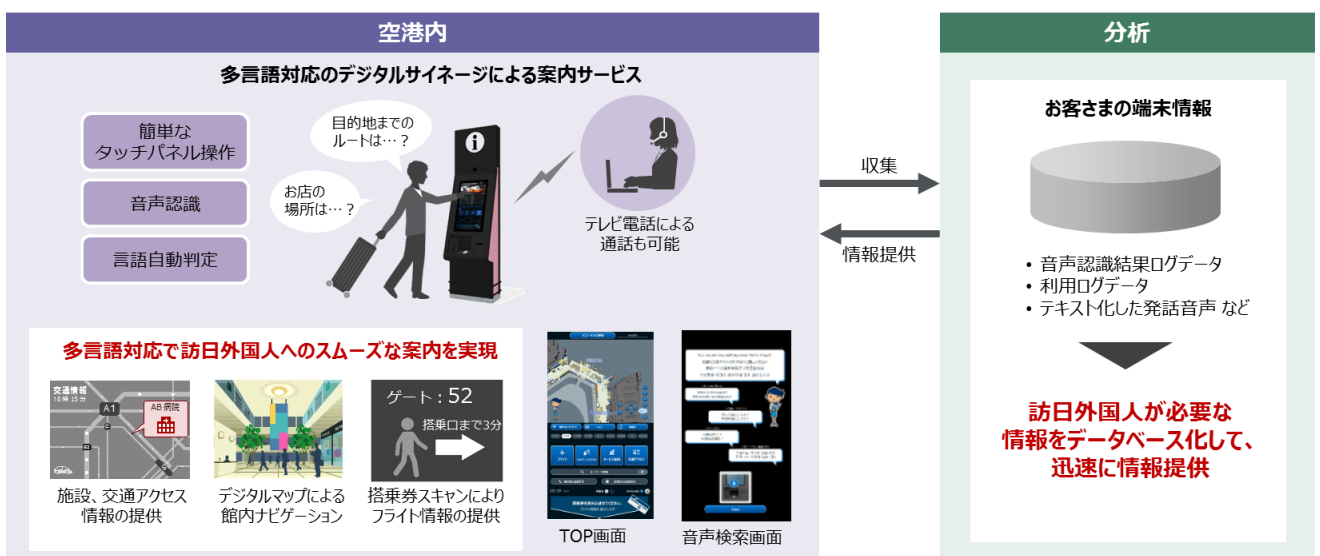 空港内
多言語対応のデジタルサイネージによる案内サービス
簡単な
タッチパネル操作
音声認識
言語自動判定
目的地までの
ルートは…？
お店の
場所は…？
テレビ電話による
通話も可能
収集
情報提供
多言語対応で訪日外国人へのスムーズな案内を実現
交通情報
18時15分
A1
AB病院
施設、交通アクセス
情報の提供
デジタルマップによる
館内ナビゲーション
ゲート：52
搭乗口まで3分
搭乗券スキャンにより
フライト情報の提供
TOP画面
音声検索画面
分析
お客さまの端末情報
• 音声認識結果ログデータ
• 利用ログデータ
• テキスト化した発話音声 など
訪日外国人が必要な
情報をデータベース化して、
迅速に情報提供